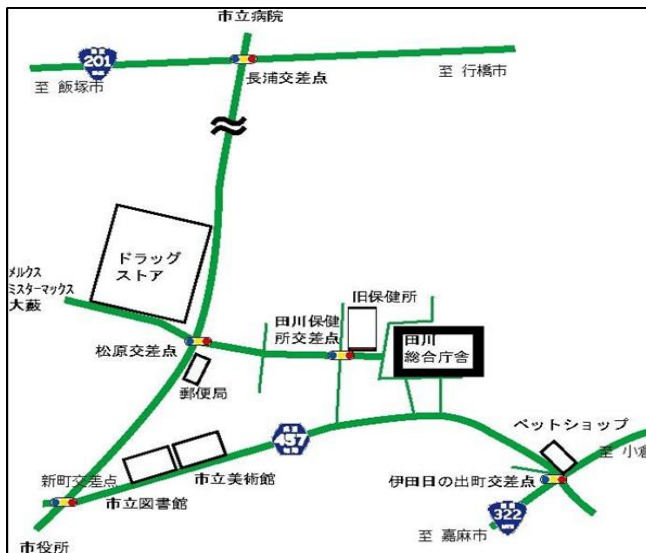 市立病院
201
至 飯塚市
長浦交差点
至 行橋市
ドラッグ
ストア
メルクス
ミスターマックス
大薮
旧保健所
田川保健
所交差点
田川
総合庁舎
松原交差点
郵便局
457
ペットショップ
至 小倉
新町交差点
市立美術館
市立図書館
伊田日の出町交差点
322
至 嘉麻市
市役所